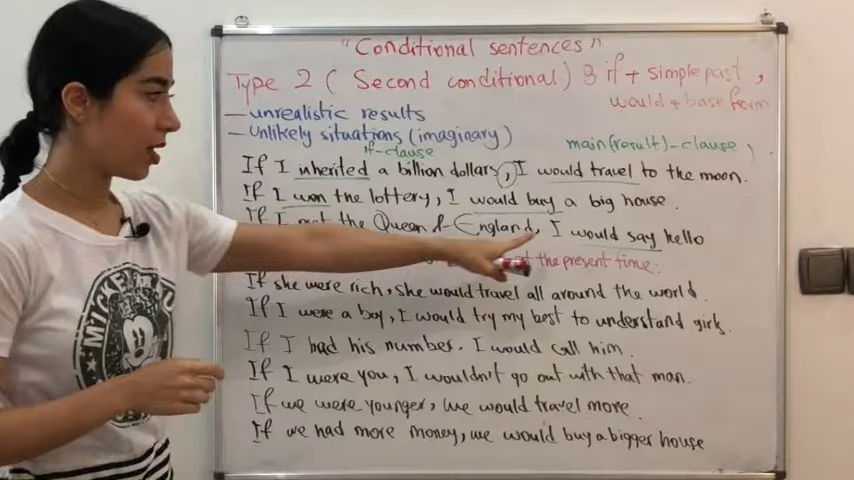 "Conditional sentences"
Type 2 ( Second conditional) if + simple past,
would + base form
— unrealistic results
— Unlikely situations (imaginary)
if-clause
main(result)-clause
If I inherited a billion dollars, I would travel to the moon.
If I won the lottery, I would buy a big house.
If I the Queen of England, I would say hello
the present time.
If she were rich, she would travel all around the world.
If I were a boy, I would try my best to understand girls.
If I had his number. I would call him.
If I were you, I wouldn't go out with that man.
If we were younger, we would travel more.
If we had more money, we would buy a bigger house
MICKEY